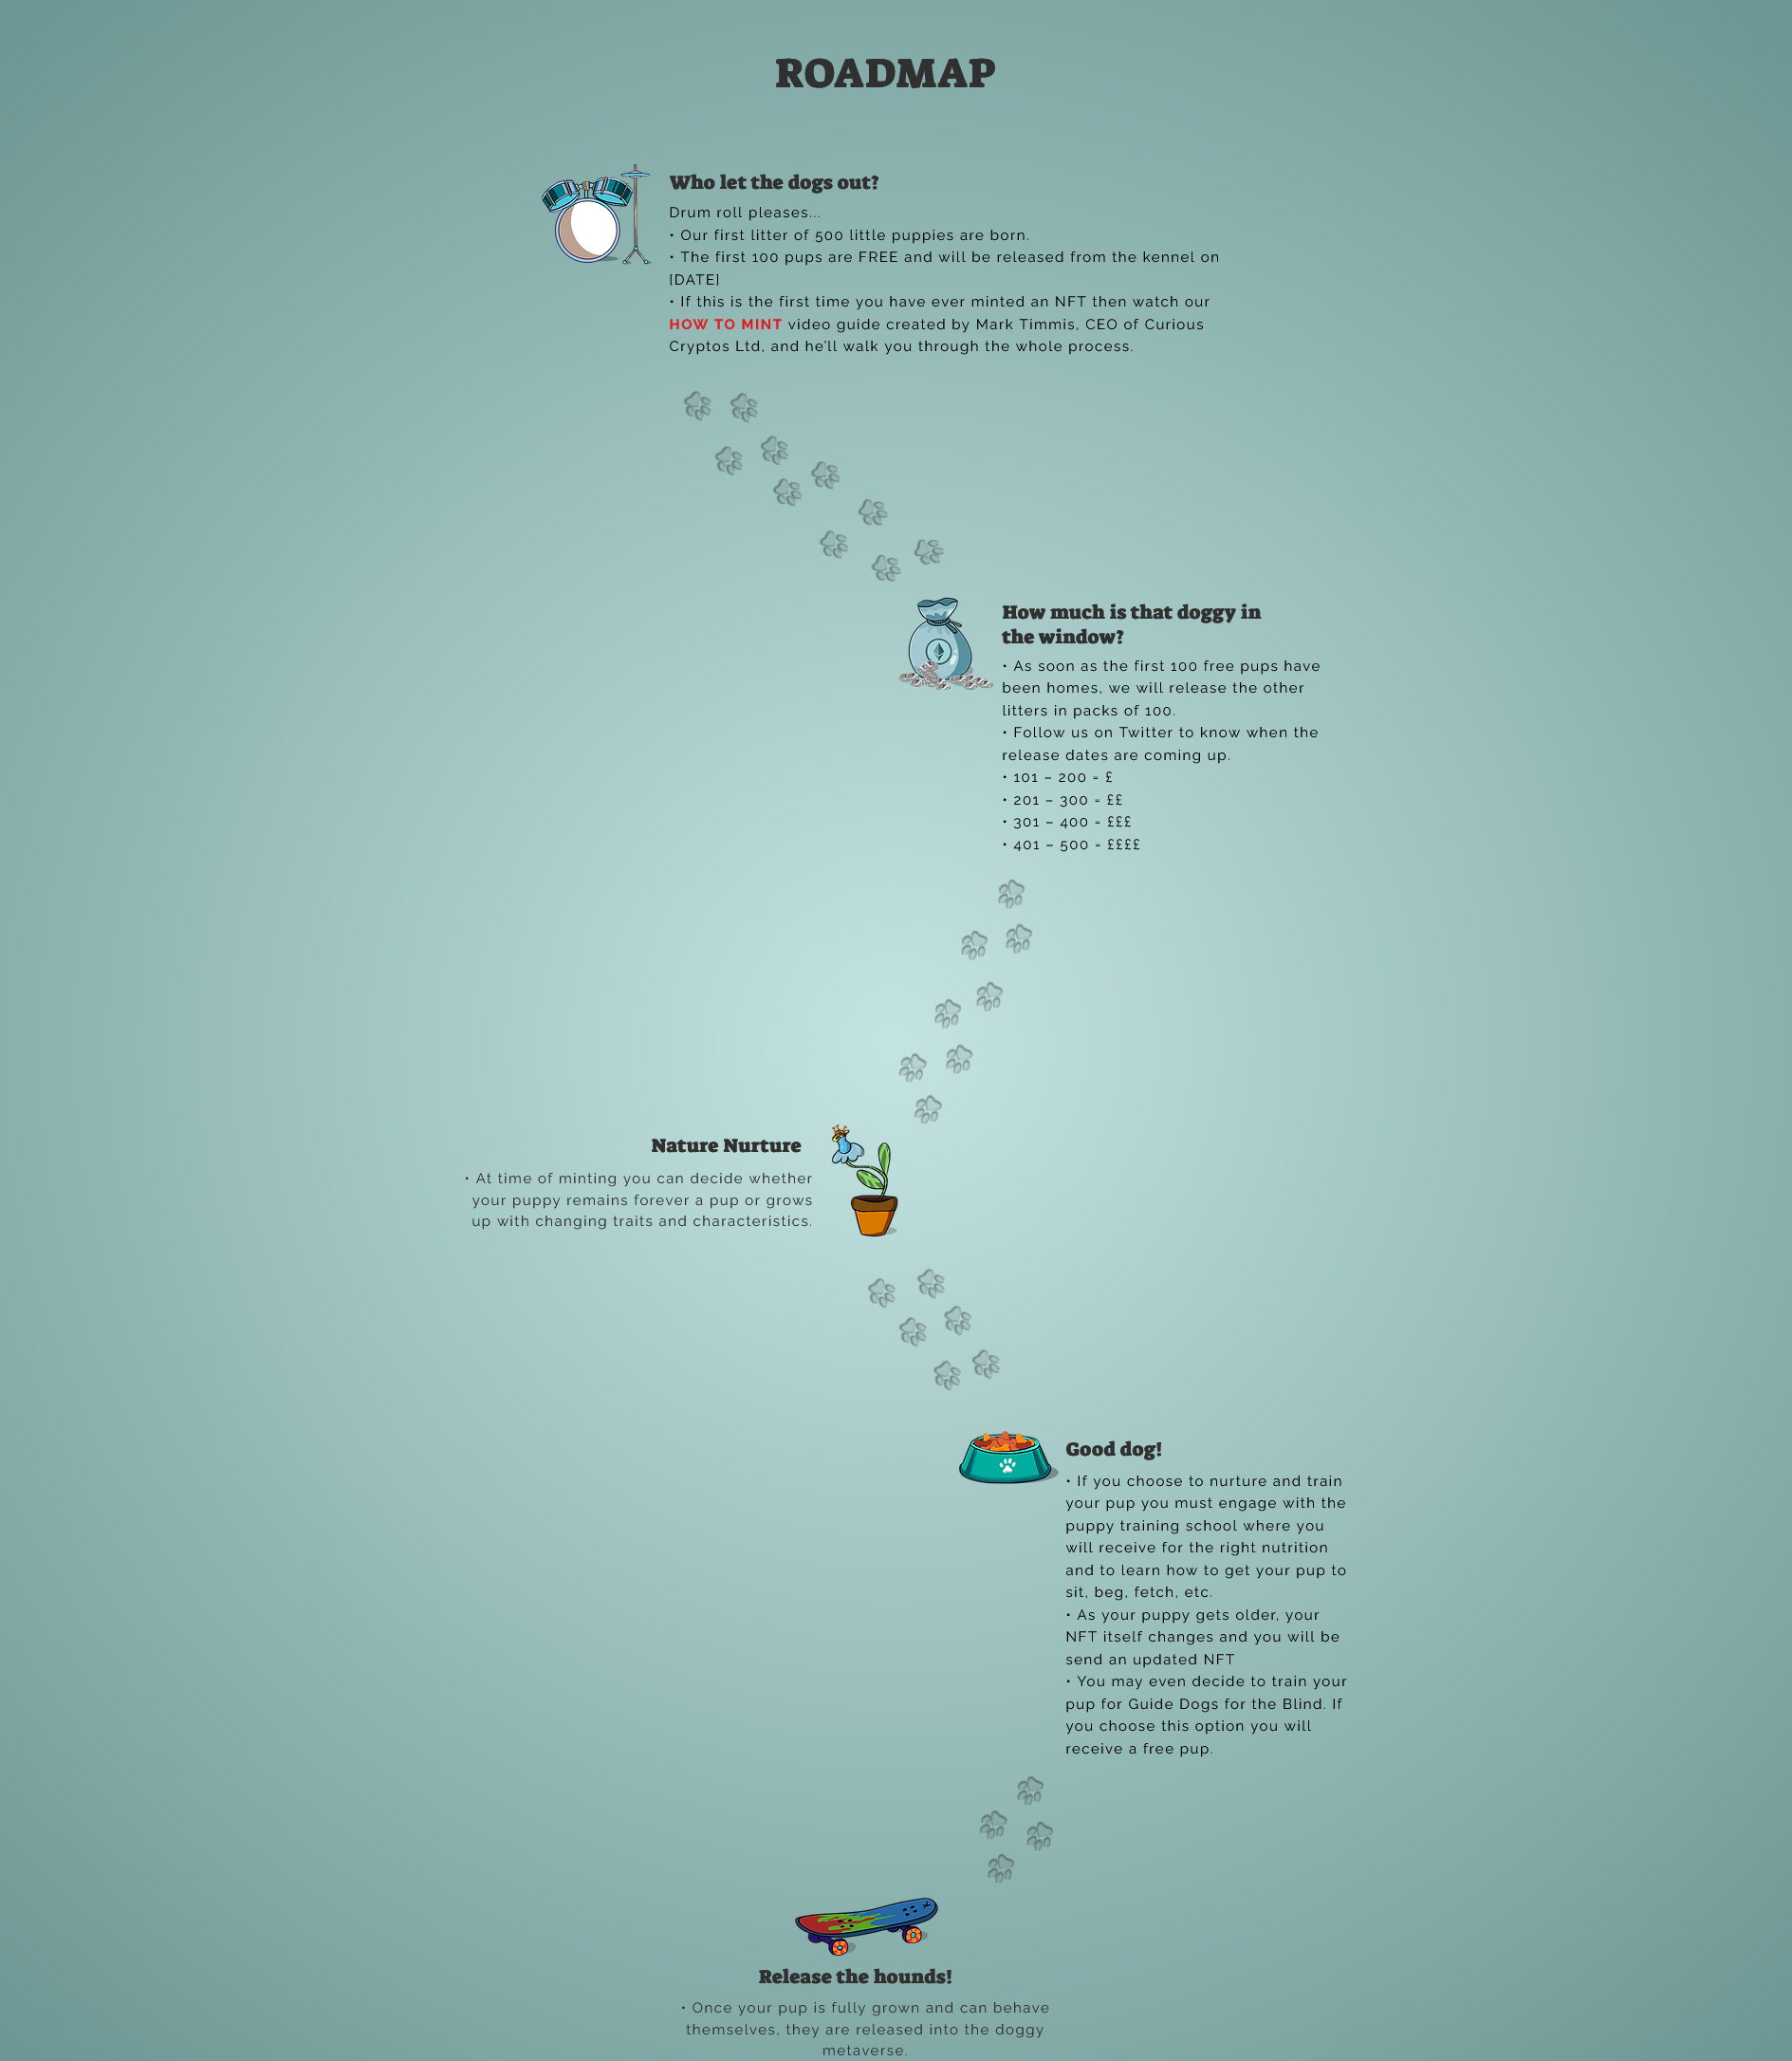 ROADMAP
Who let the dogs out?
Drum roll pleases...
• Our first litter of 500 little puppies are born.
• The first 100 pups are FREE and will be released from the kennel on
[DATE]
• If this is the first time you have ever minted an NFT then watch our
HOW TO MINT video guide created by Mark Timmis, CEO of Curious
Cryptos Ltd, and he'll walk you through the whole process.
How much is that doggy in
the window?
• As soon as the first 100 free pups have
been homes, we will release the other
litters in packs of 100.
• Follow us on Twitter to know when the
release dates are coming up.
• 101 – 200 = £
• 201 – 300 = ££
• 301 – 400 = £££
• 401 – 500 = ££££
Nature Nurture
• At time of minting you can decide whether
your puppy remains forever a pup or grows
up with changing traits and characteristics.
Good dog!
• If you choose to nurture and train
your pup you must engage with the
puppy training school where you
will receive for the right nutrition
and to learn how to get your pup to
sit, beg, fetch, etc.
• As your puppy gets older, your
NFT itself changes and you will be
send an updated NFT
• You may even decide to train your
pup for Guide Dogs for the Blind. If
you choose this option you will
receive a free pup.
Release the hounds!
• Once your pup is fully grown and can behave
themselves, they are released into the doggy
metaverse.